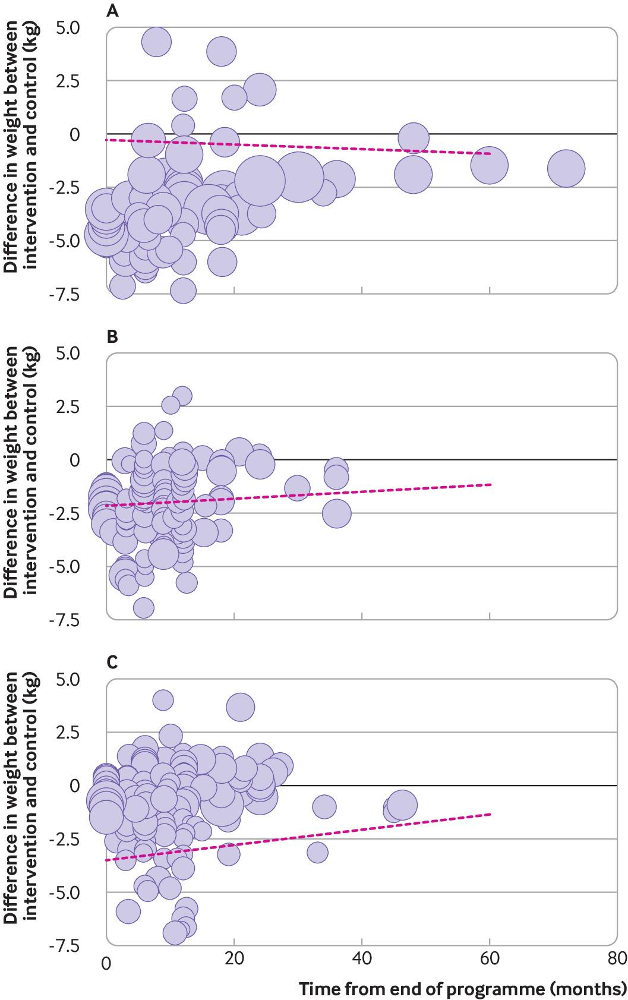 A
Difference in weight between
intervention and control (kg)
5.0
2.5
0
-2.5
-5.0
-7.5
B
Difference in weight between
intervention and control (kg)
5.0
2.5
0
-2.5
-5.0
-7.5
C
Difference in weight between
intervention and control (kg)
5.0
2.5
0
-2.5
-5.0
-7.5
0 20 40 60 80
Time from end of programme (months)